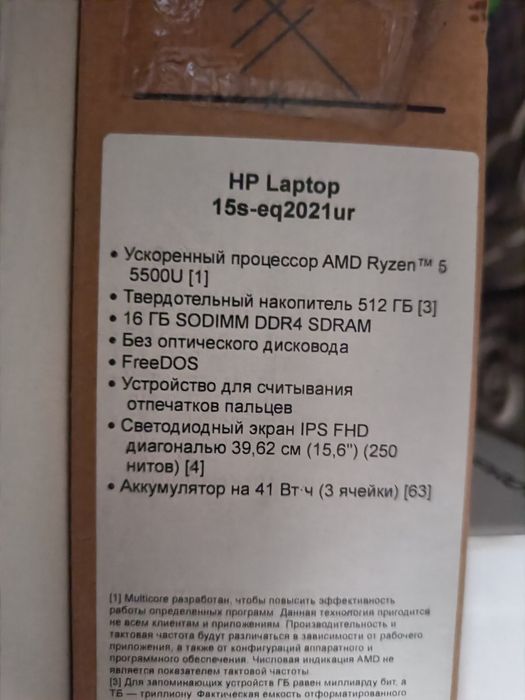 HP Laptop
15s-eq2021ur
• Ускоренный процессор AMD Ryzen™ 5
5500U [1]
• Твердотельный накопитель 512 ГБ [3]
• 16 ГБ SODIMM DDR4 SDRAM
• Без оптического дисковода
• FreeDOS
• Устройство для считывания
отпечатков пальцев
• Светодиодный экран IPS FHD
диагональю 39,62 см (15,6") (250
нитов) [4]
• Аккумулятор на 41 Вт·ч (3 ячейки) [63]
[1] Multicore разработан, чтобы повысить эффективность
работы определенных программ. Данная технология пригодится
не всем клиентам и приложениям. Производительность и
тактовая частота будут различаться в зависимости от рабочего
приложения, а также от конфигураций аппаратного и
программного обеспечения. Числовая индикация AMD не
является показателем тактовой частоты.
[3] Для запоминающих устройств ГБ равен миллиарду бит, а
ТБ — триллиону. Фактическая емкость отформатированного